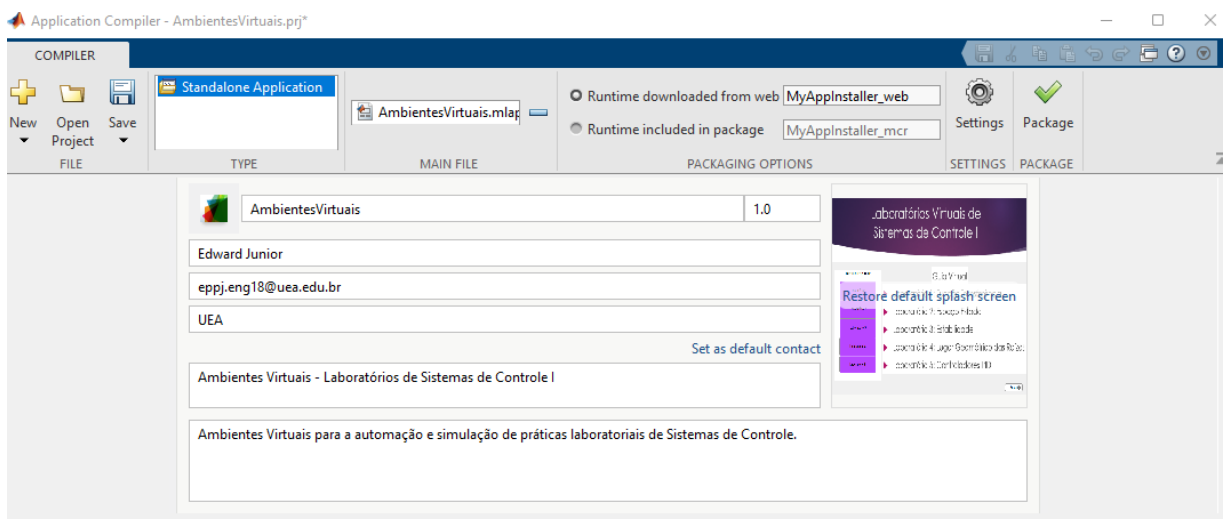 Application Compiler - AmbientesVirtuais.prj*
COMPILER
New
Open
Project
Save
FILE
Standalone Application
TYPE
AmbientesVirtuais.mlap
MAIN FILE
Runtime downloaded from web MyAppInstaller_web
Runtime included in package MyAppInstaller_mcr
PACKAGING OPTIONS
Settings
SETTINGS
Package
PACKAGE
AmbientesVirtuais 1.0
Edward Junior
eppj.eng18@uea.edu.br
UEA
Set as default contact
Ambientes Virtuais - Laboratórios de Sistemas de Controle I
Ambientes Virtuais para a automação e simulação de práticas laboratoriais de Sistemas de Controle.
Laboratórios Virtuais de
Sistemas de Controle I
Restore default splash screen